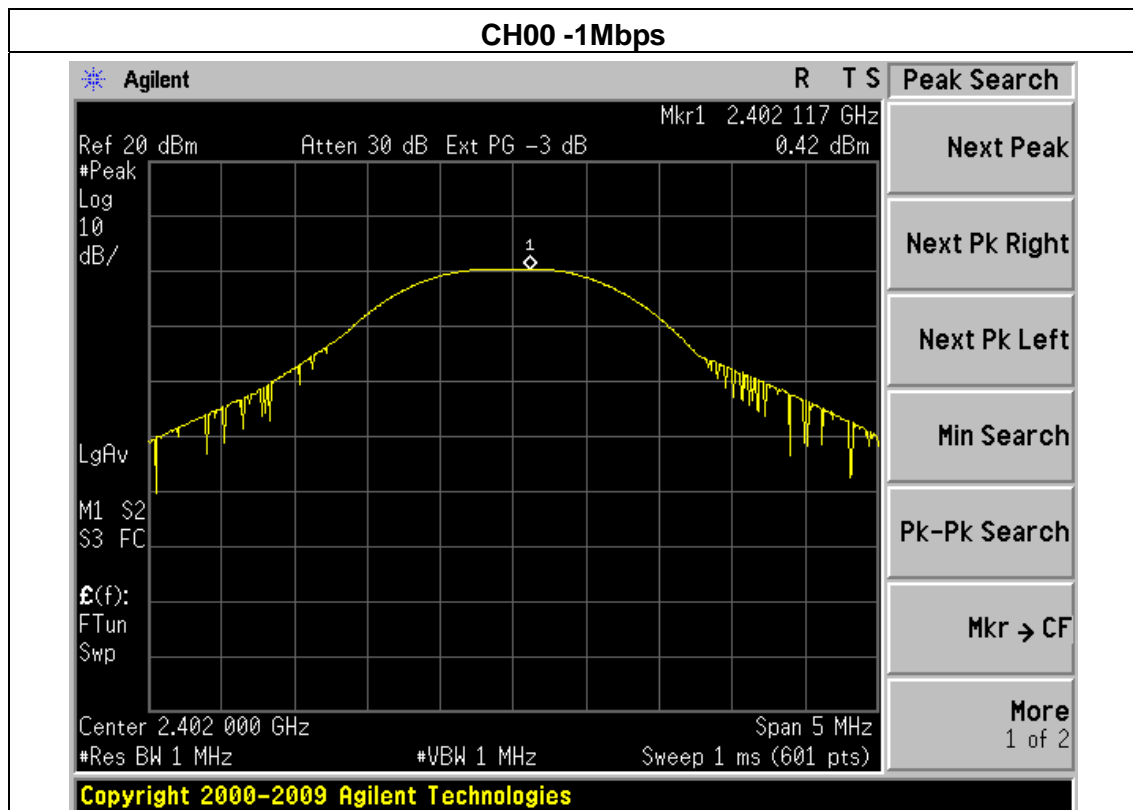 CH00 -1Mbps
Agilent R T S Peak Search
Mkr1 2.402 117 GHz
Ref 20 dBm Atten 30 dB Ext PG -3 dB 0.42 dBm
#Peak
Log
10
dB/
1
LgAv
M1 S2
S3 FC
£(f):
FTun
Swp
Center 2.402 000 GHz Span 5 MHz
#Res BW 1 MHz #VBW 1 MHz Sweep 1 ms (601 pts)
Copyright 2000-2009 Agilent Technologies
Next Peak
Next Pk Right
Next Pk Left
Min Search
Pk-Pk Search
Mkr → CF
More
1 of 2